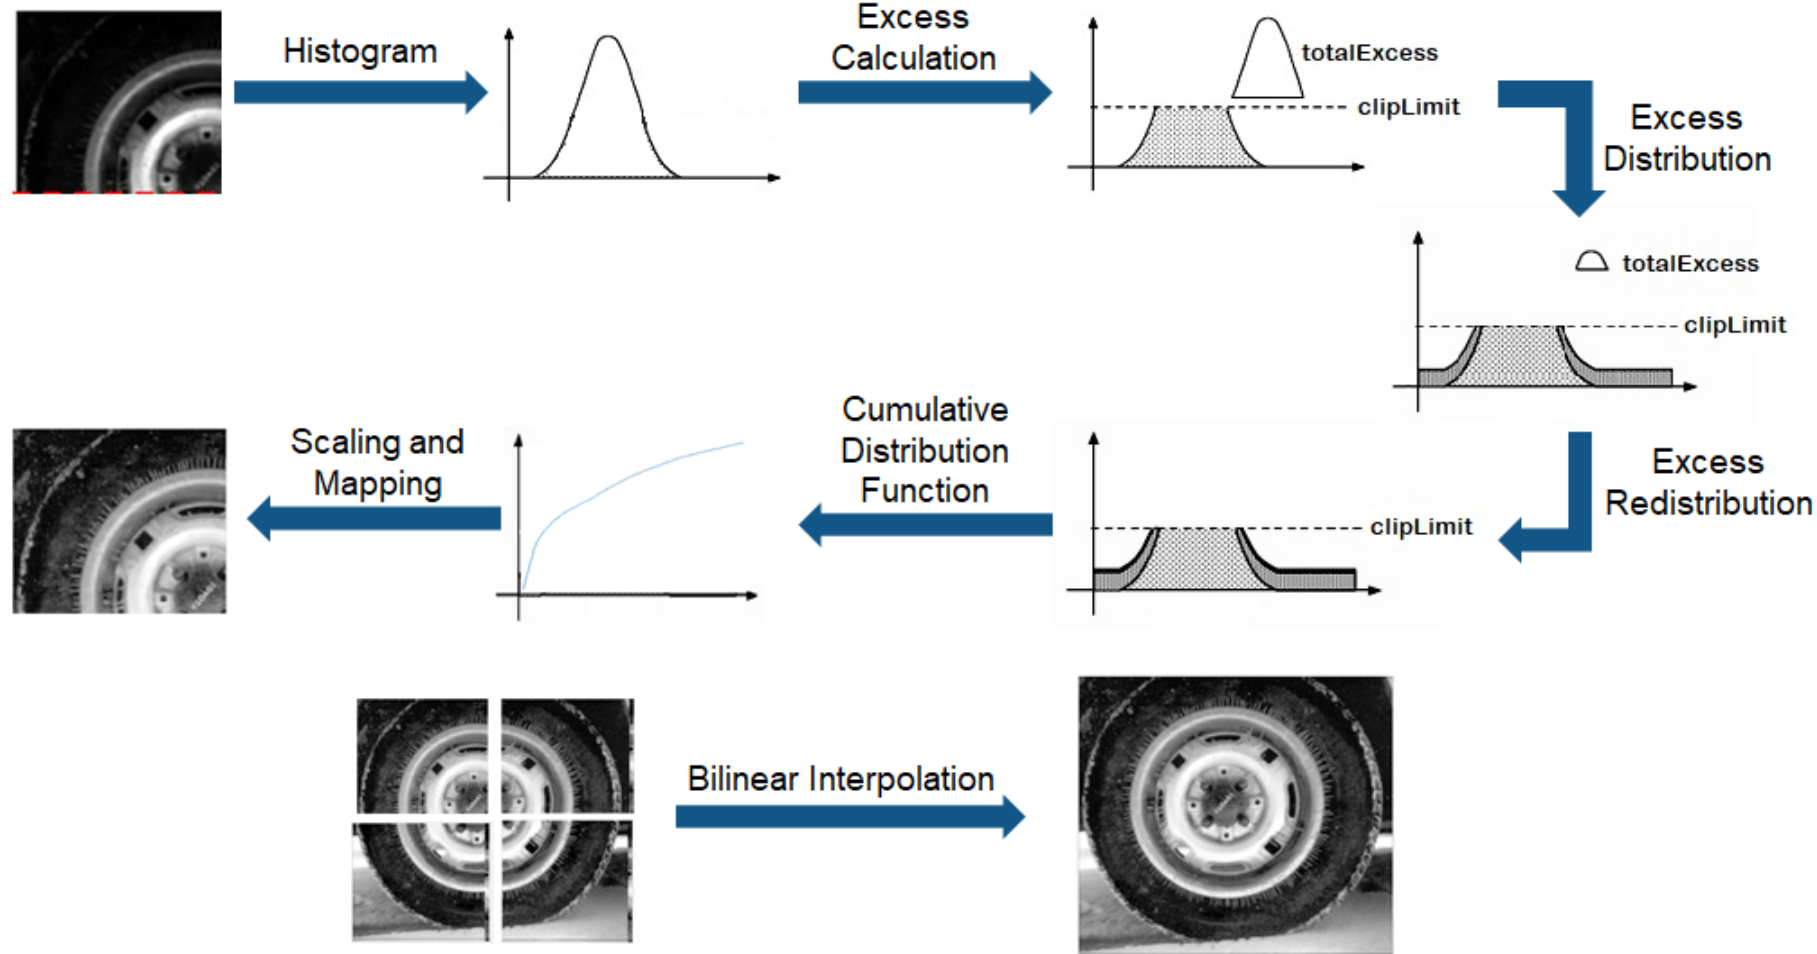 Histogram
Excess
Calculation
totalExcess
clipLimit
Excess
Distribution
totalExcess
clipLimit
Excess
Redistribution
clipLimit
Cumulative
Distribution
Function
Scaling and
Mapping
Bilinear Interpolation